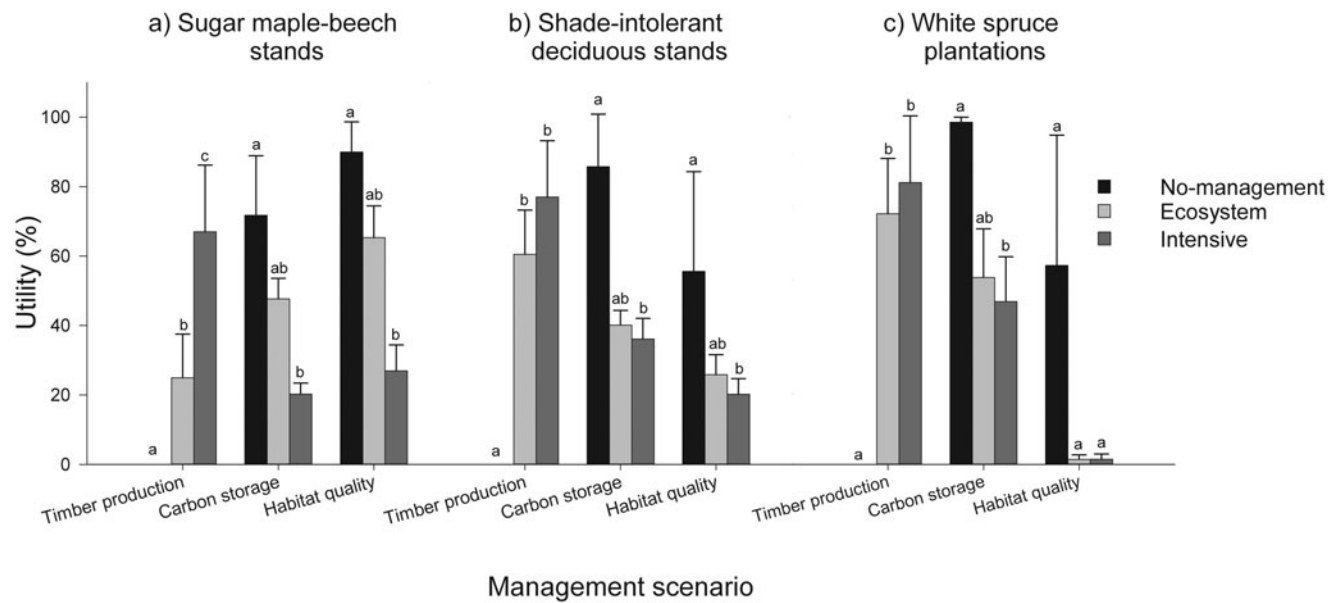 a) Sugar maple-beech
stands
b) Shade-intolerant
deciduous stands
c) White spruce
plantations
Utility (%)
100
80
60
40
20
0
a
b
c
a
ab
b
a
ab
b
a
b
b
a
ab
b
a
ab
b
a
b
b
a
ab
b
a
a
a
No-management
Ecosystem
Intensive
Timber production
Carbon storage
Habitat quality
Timber production
Carbon storage
Habitat quality
Timber production
Carbon storage
Habitat quality
Management scenario